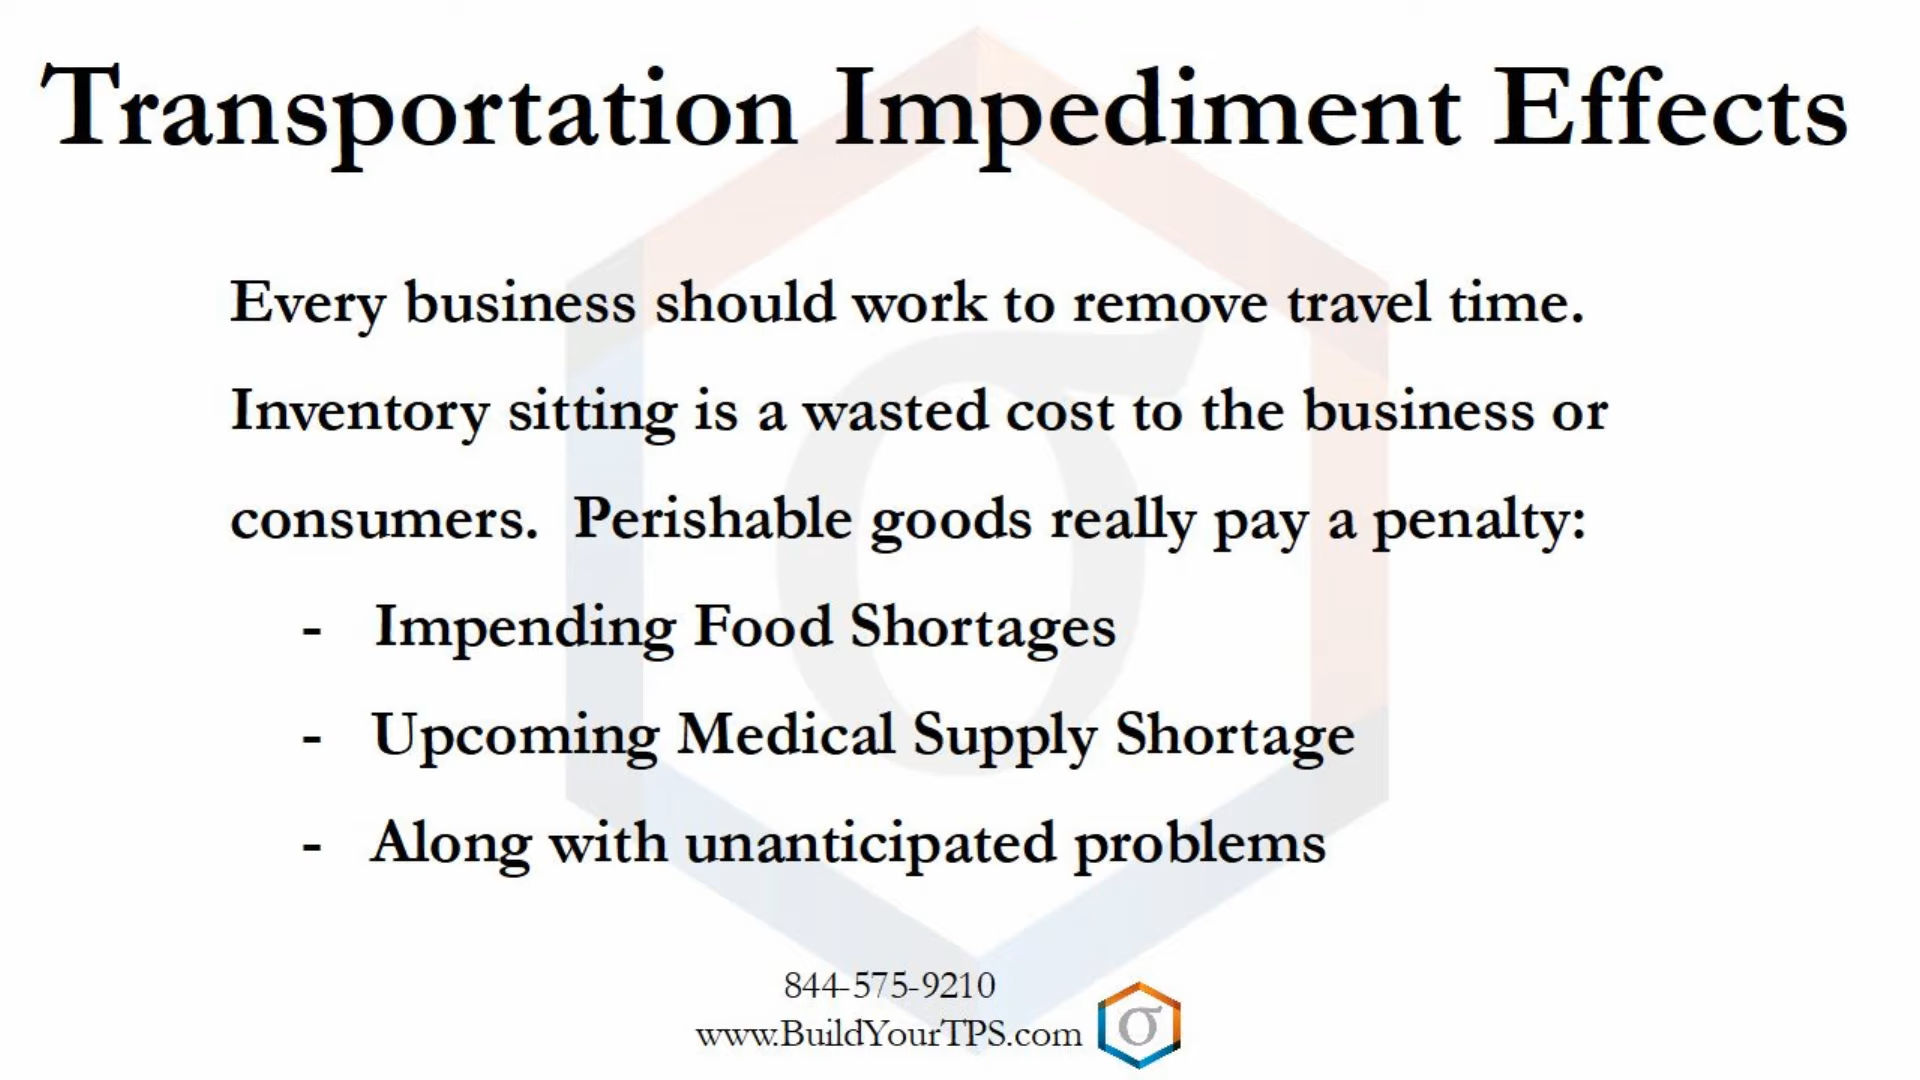 Transportation Impediment Effects
Every business should work to remove travel time.
Inventory sitting is a wasted cost to the business or
consumers.  Perishable goods really pay a penalty:
- Impending Food Shortages
- Upcoming Medical Supply Shortage
- Along with unanticipated problems
844-575-9210
www.BuildYourTPS.com
σ